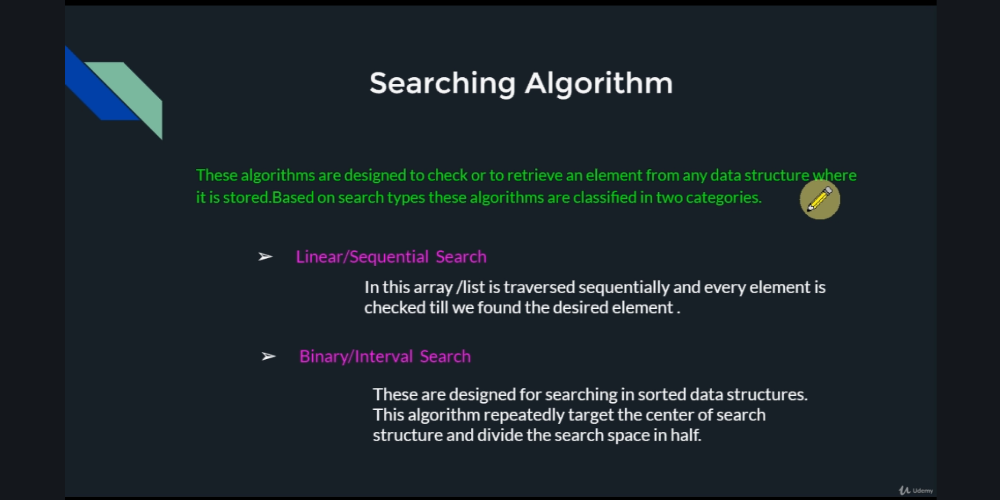 Searching Algorithm
These algorithms are designed to check or to retrieve an element from any data structure where
it is stored.Based on search types these algorithms are classified in two categories.
➢ Linear/Sequential Search
In this array /list is traversed sequentially and every element is
checked till we found the desired element .
➢ Binary/Interval Search
These are designed for searching in sorted data structures.
This algorithm repeatedly target the center of search
structure and divide the search space in half.
Udemy